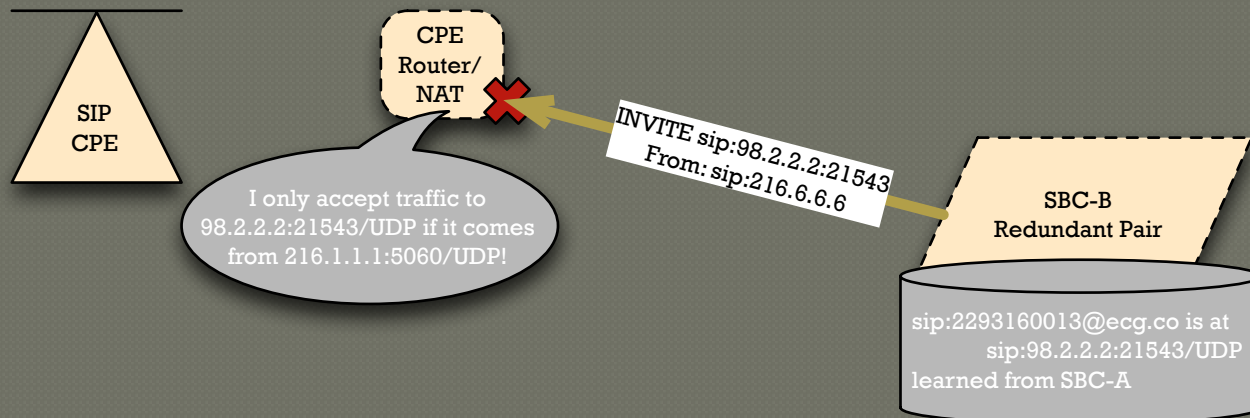 SIP
CPE
CPE
Router/
NAT
I only accept traffic to
98.2.2.2:21543/UDP if it comes
from 216.1.1.1:5060/UDP!
INVITE sip:98.2.2.2:21543
From: sip:216.6.6.6
SBC-B
Redundant Pair
sip:2293160013@ecg.co is at
sip:98.2.2.2:21543/UDP
learned from SBC-A